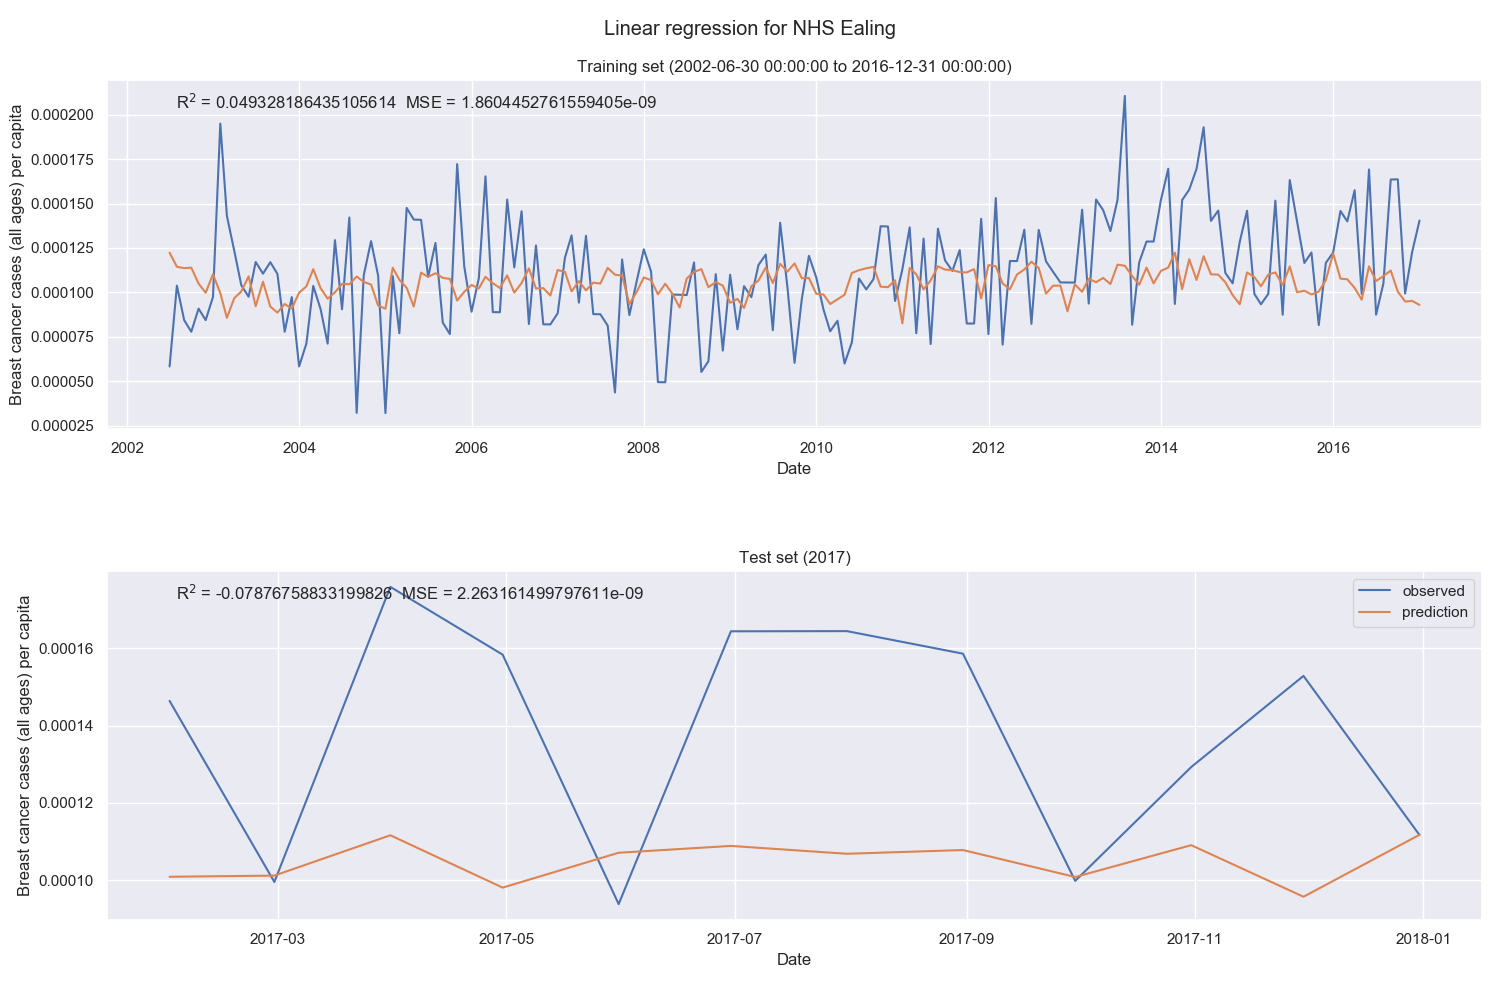 Linear regression for NHS Ealing
Training set (2002-06-30 00:00:00 to 2016-12-31 00:00:00)
R² = 0.049328186435105614 MSE = 1.8604452761559405e-09
Breast cancer cases (all ages) per capita
0.000200
0.000175
0.000150
0.000125
0.000100
0.000075
0.000050
0.000025
2002 2004 2006 2008 2010 2012 2014 2016
Date
Test set (2017)
R² = -0.07876758833199826 MSE = 2.263161499797611e-09
observed
prediction
Breast cancer cases (all ages) per capita
0.00016
0.00014
0.00012
0.00010
2017-03 2017-05 2017-07 2017-09 2017-11 2018-01
Date